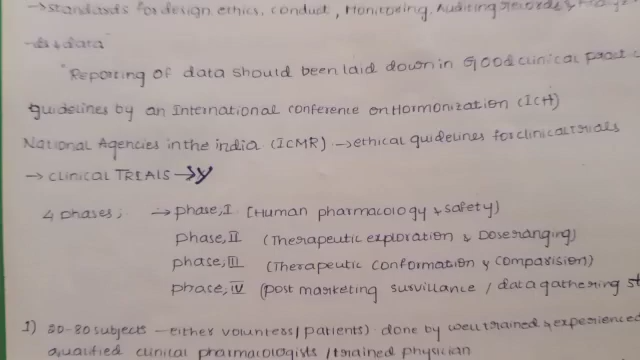 →standards for design, ethics, conduct, Monitoring, Auditing records &
data
"Reporting of data should been laid down in GOOd clinical
guidelines by an International conference on Hormonization (ICH)
National Agencies in the india (ICMR) →ethical guidelines for clinical trials
→ clinical TREALS →y
4 phases; → phase,I [Human pharmacology & safety)
phase,II (Therapeutic exploration & Doseranging)
phase,III (Therapeutic conformation & comparision)
phase,IV (post marketing survillance / data gathering
1) 50-80 subjects - either volunters/patients) done by well trained & experienced
qualified clinical pharmacologists/trained physician